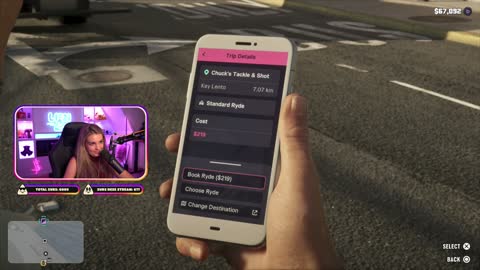 $67,092
Trip Details
Chuck's Tackle & Shot
Key Lento
7.07 km
Standard Ryde
Cost
$219
Book Ryde ($219)
Choose Ryde
Change Destination
SELECT
BACK